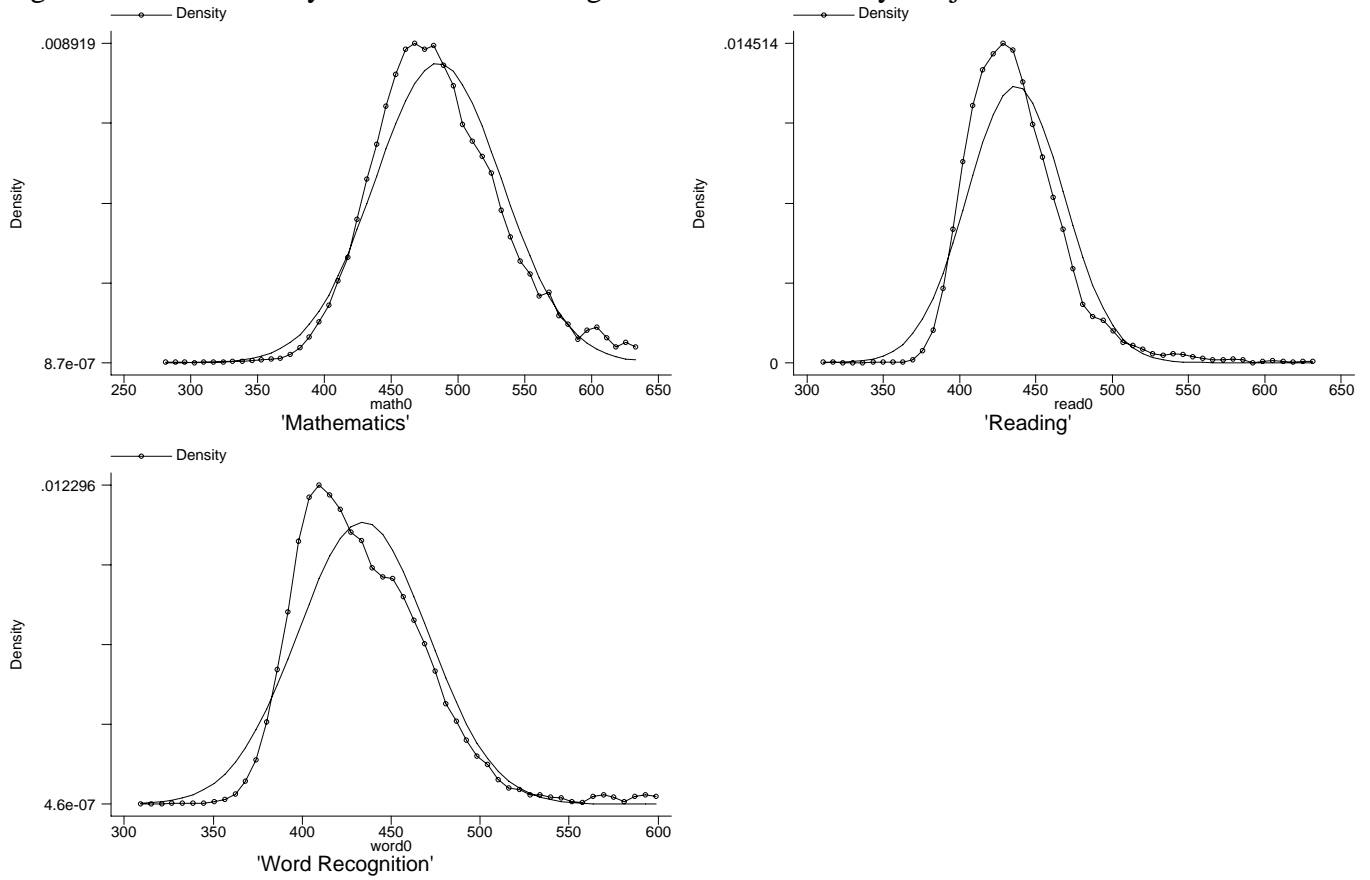 Density
Density
.008919
8.7e-07
Density
250 300 350 400 450 500 550 600 650
math0
'Mathematics'
.014514
0
Density
300 350 400 450 500 550 600 650
read0
'Reading'
Density
.012296
4.6e-07
Density
300 350 400 450 500 550 600
word0
'Word Recognition'